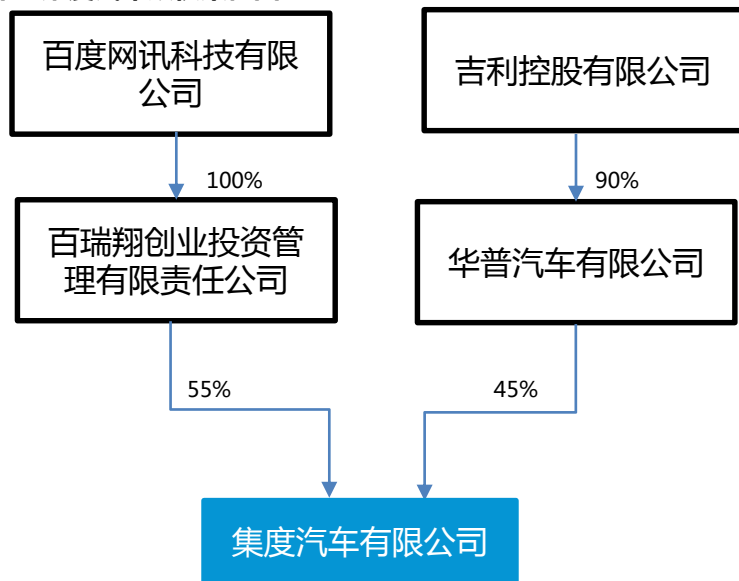 百度网讯科技有限
公司
吉利控股有限公司
100%
90%
百瑞翔创业投资管
理有限责任公司
华普汽车有限公司
55%
45%
集度汽车有限公司